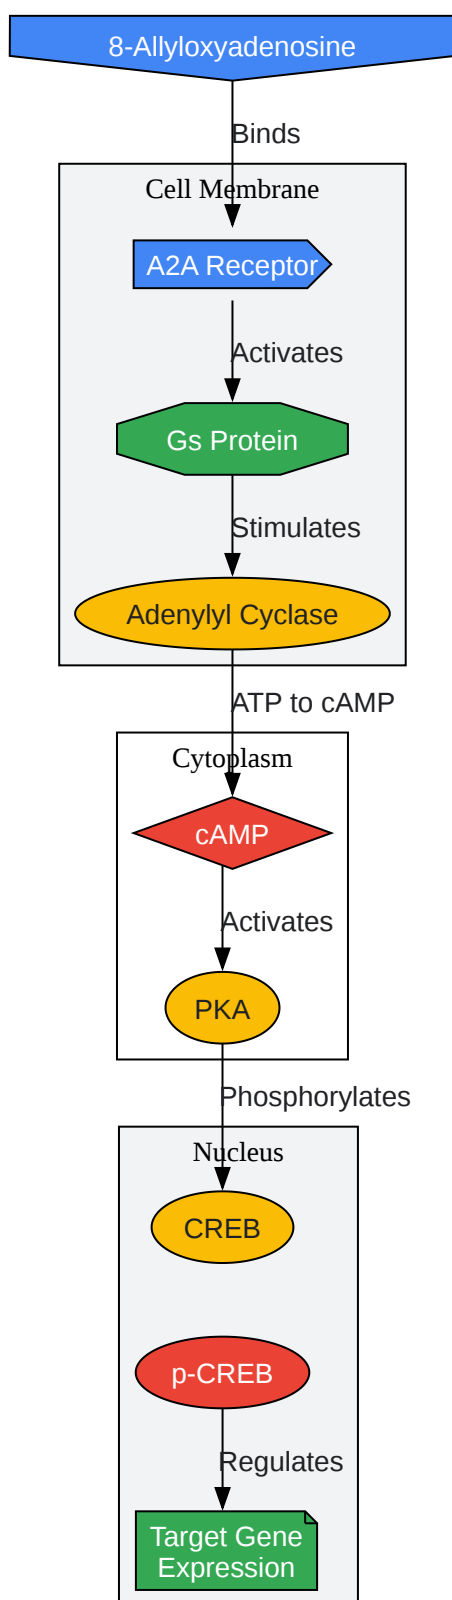 8-Allyloxyadenosine
Binds
Cell Membrane
A2A Receptor
Activates
Gs Protein
Stimulates
Adenylyl Cyclase
ATP to cAMP
Cytoplasm
cAMP
Activates
PKA
Phosphorylates
Nucleus
CREB
p-CREB
Regulates
Target Gene
Expression